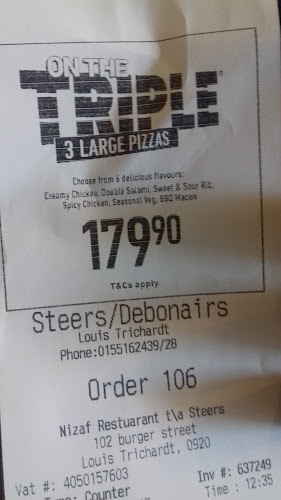 ON THE
TRIPLE
3 LARGE PIZZAS
Choose from 6 delicious flavours:
Creamy Chicken, Double Salami, Sweet & Sour Rib,
Spicy Chicken, Seasonal Veg, BBQ Macon
179 90
T&Cs apply.
Steers/Debonairs
Louis Trichardt
Phone:0155162439/28
Order 106
Nizaf Restuarant t\a Steers
102 burger street
Louis Trichardt, 0920
Vat #: 4050157603 Inv #: 637249
Type: Counter Time : 12:35